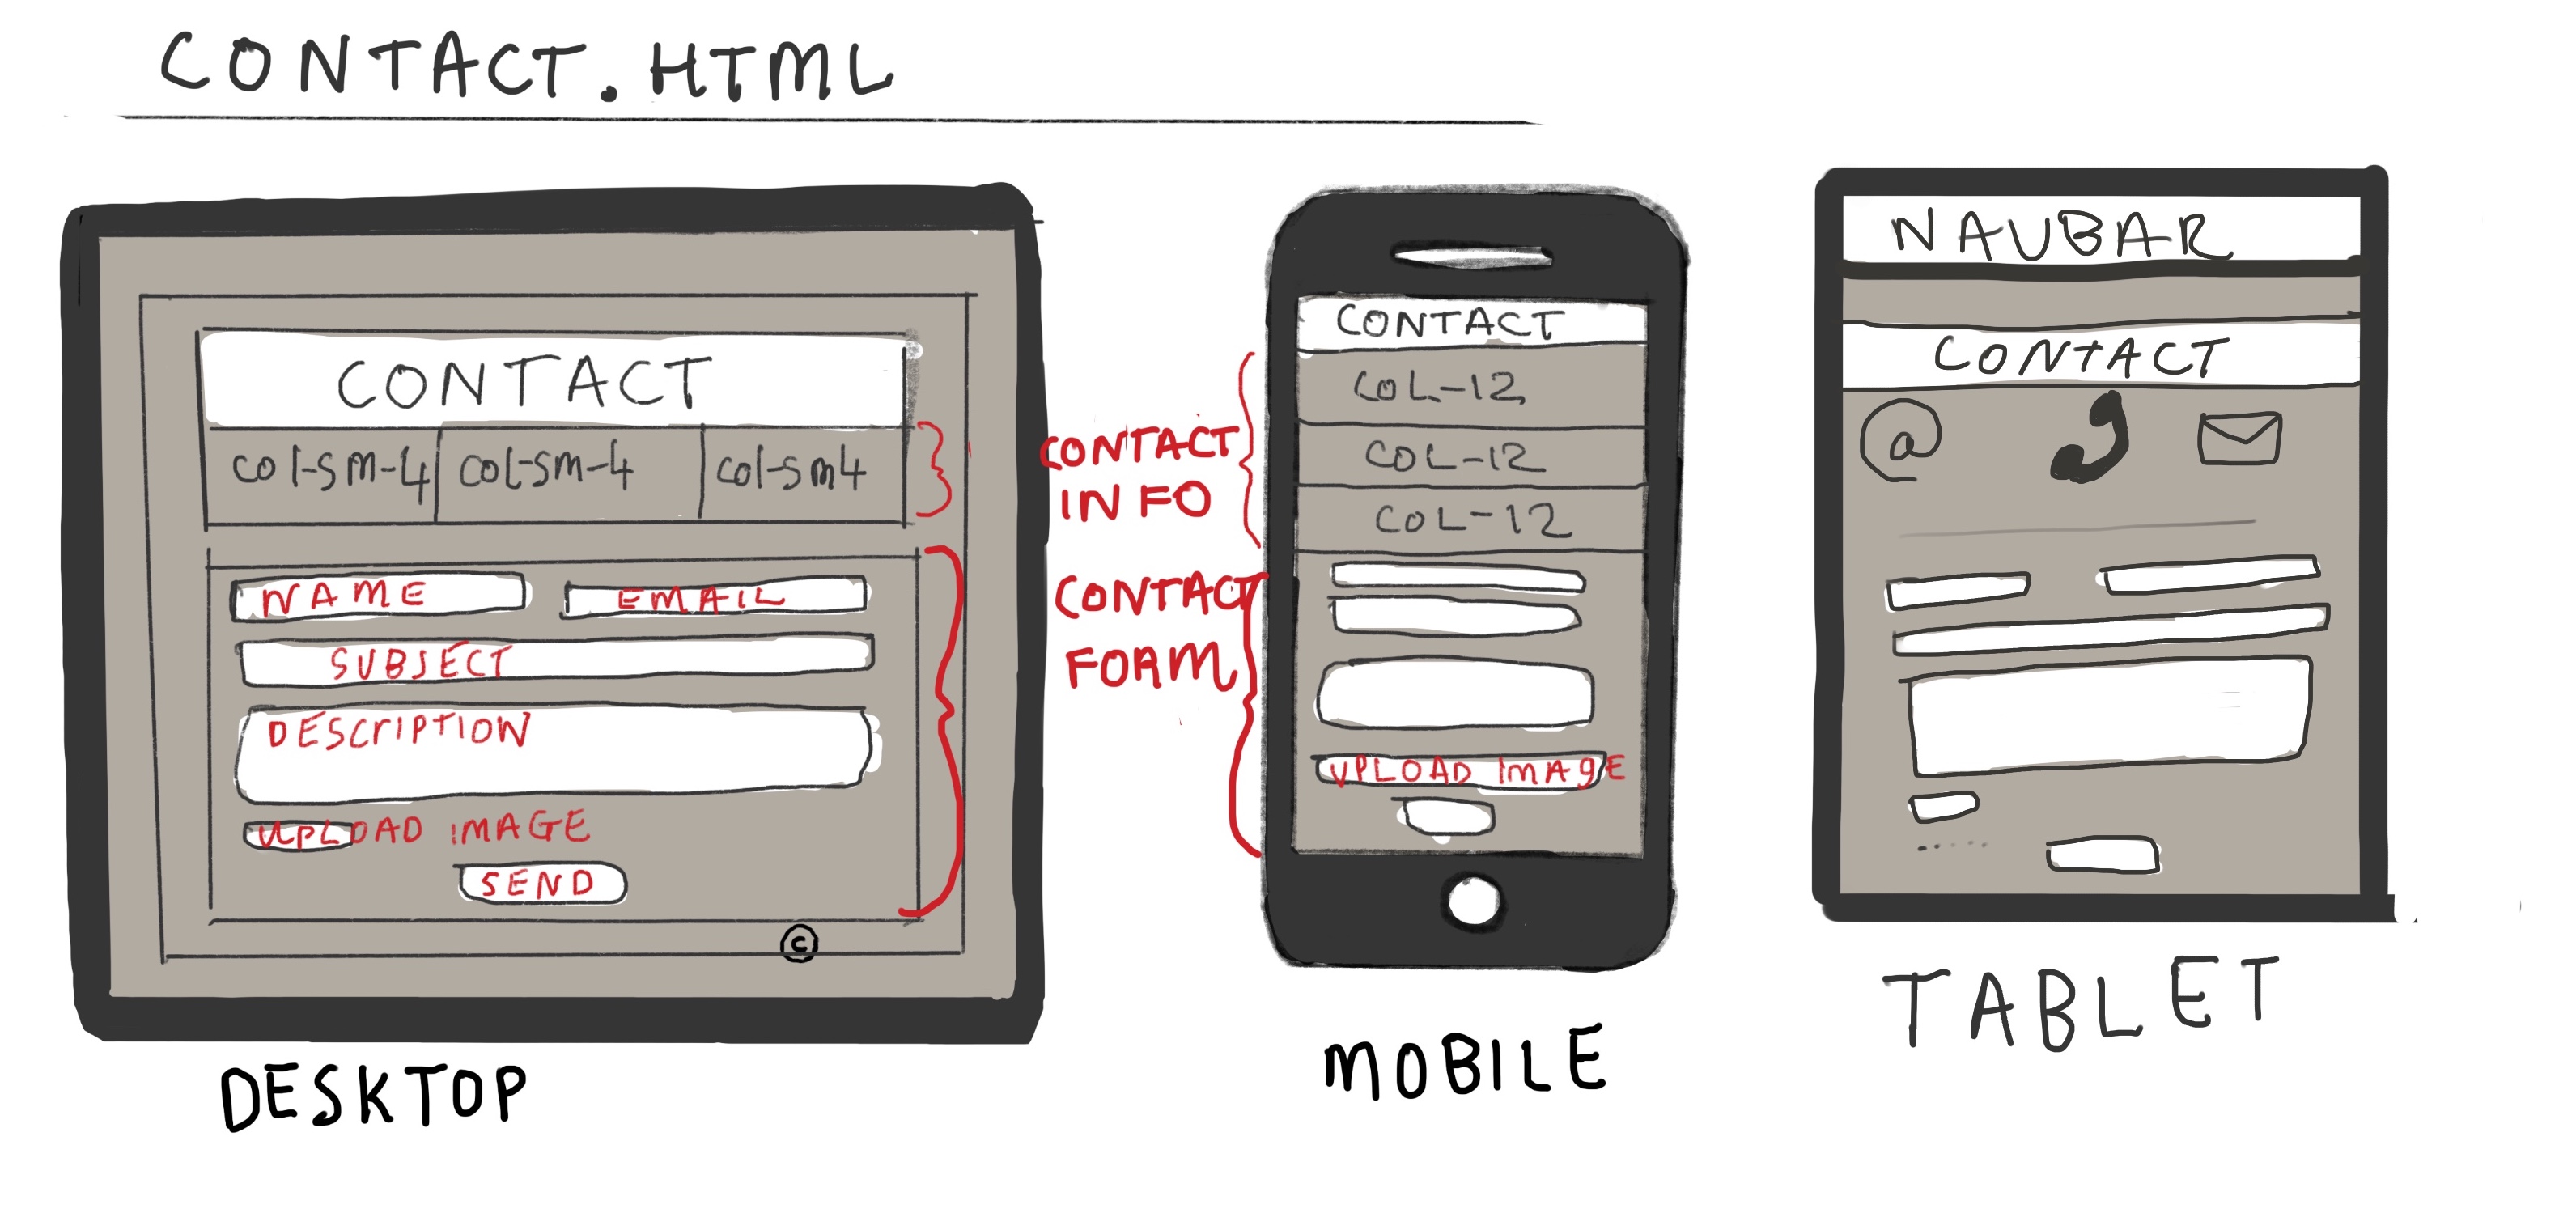 CONTACT.HTML
CONTACT
col-sm-4 col-sm-4 col-sm4
NAME EMAIL
SUBJECT
DESCRIPTION
UPLOAD IMAGE
SEND
©
DESKTOP
CONTACT
INFO
CONTACT
FORM
CONTACT
COL-12
COL-12
COL-12
UPLOAD IMAGE
MOBILE
NAVBAR
CONTACT
@
TABLET